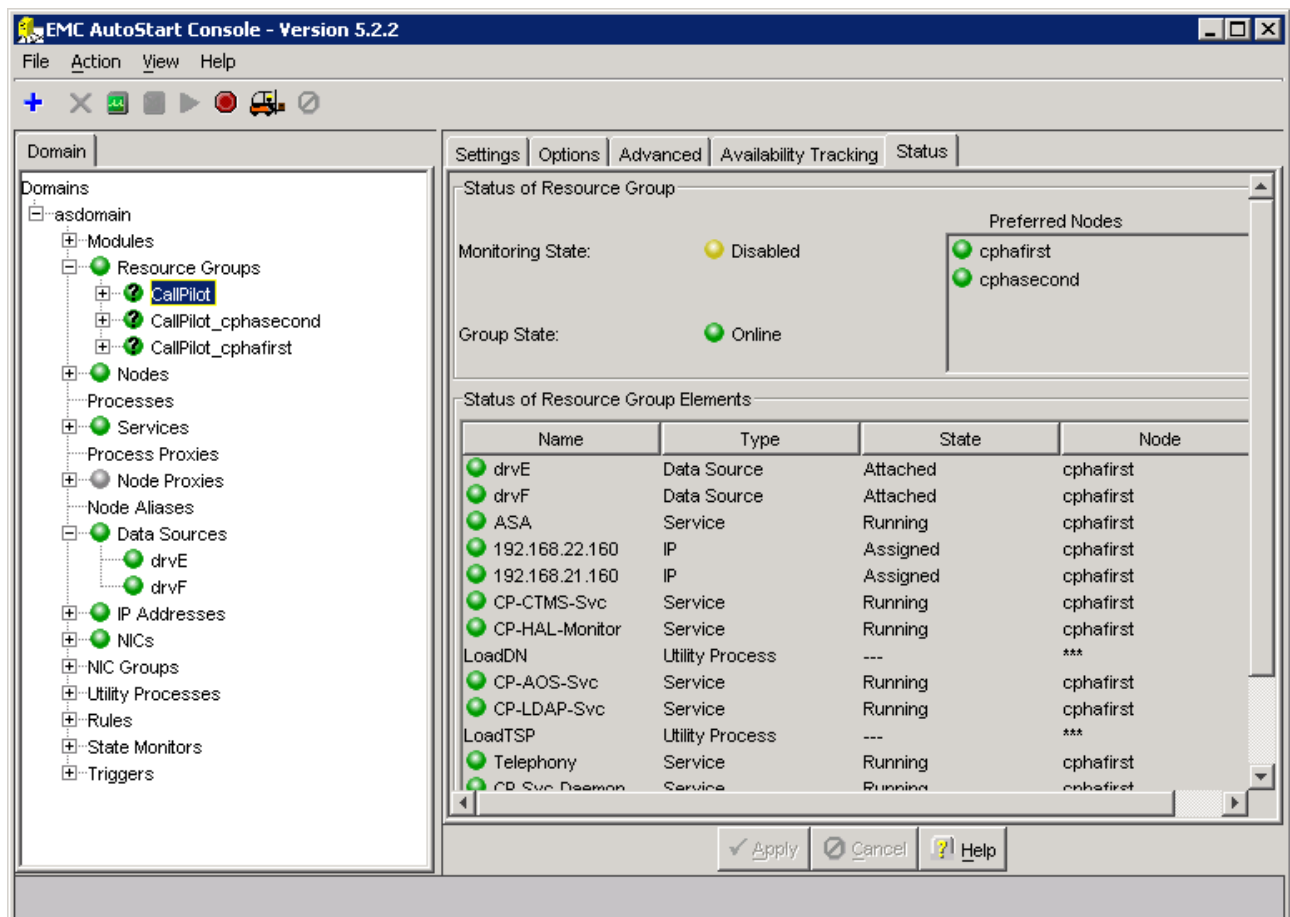 EMC AutoStart Console - Version 5.2.2
File Action View Help
Domain
Domains
asdomain
Modules
Resource Groups
CallPilot
CallPilot_cphasecond
CallPilot_cphafirst
Nodes
Processes
Services
Process Proxies
Node Proxies
Node Aliases
Data Sources
drvE
drvF
IP Addresses
NICs
NIC Groups
Utility Processes
Rules
State Monitors
Triggers
Settings Options Advanced Availability Tracking Status
Status of Resource Group
Preferred Nodes
Monitoring State: Disabled
cphafirst
cphasecond
Group State: Online
Status of Resource Group Elements
Name Type State Node
drvE Data Source Attached cphafirst
drvF Data Source Attached cphafirst
ASA Service Running cphafirst
192.168.22.160 IP Assigned cphafirst
192.168.21.160 IP Assigned cphafirst
CP-CTMS-Svc Service Running cphafirst
CP-HAL-Monitor Service Running cphafirst
LoadDN Utility Process --- ***
CP-AOS-Svc Service Running cphafirst
CP-LDAP-Svc Service Running cphafirst
LoadTSP Utility Process --- ***
Telephony Service Running cphafirst
CP Svc Daemon Service Running cphafirst
Apply Cancel Help